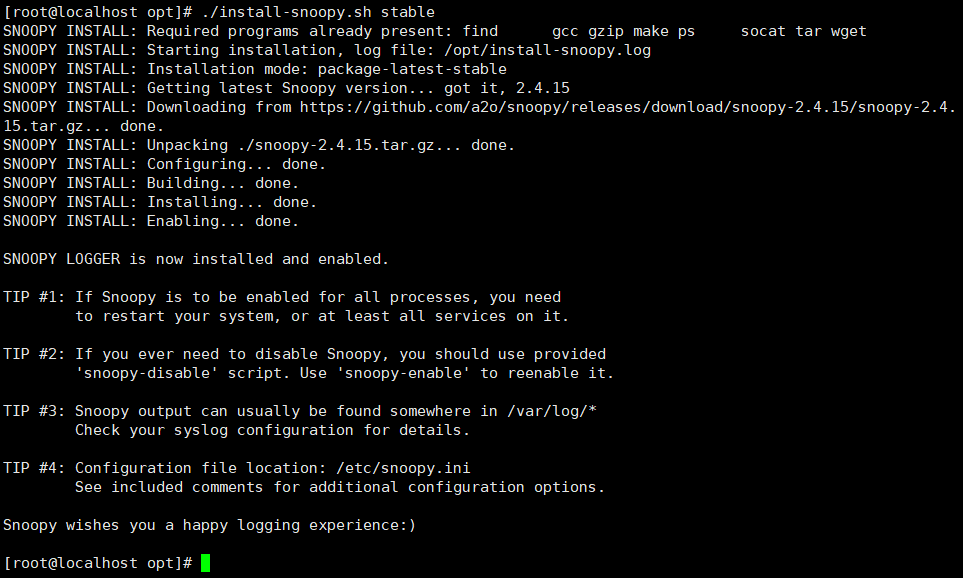 [root@localhost opt]# ./install-snoopy.sh stable
SNOOPY INSTALL: Required programs already present: find      gcc gzip make ps     socat tar wget
SNOOPY INSTALL: Starting installation, log file: /opt/install-snoopy.log
SNOOPY INSTALL: Installation mode: package-latest-stable
SNOOPY INSTALL: Getting latest Snoopy version... got it, 2.4.15
SNOOPY INSTALL: Downloading from https://github.com/a2o/snoopy/releases/download/snoopy-2.4.15/snoopy-2.4.
15.tar.gz... done.
SNOOPY INSTALL: Unpacking ./snoopy-2.4.15.tar.gz... done.
SNOOPY INSTALL: Configuring... done.
SNOOPY INSTALL: Building... done.
SNOOPY INSTALL: Installing... done.
SNOOPY INSTALL: Enabling... done.

SNOOPY LOGGER is now installed and enabled.

TIP #1: If Snoopy is to be enabled for all processes, you need
        to restart your system, or at least all services on it.

TIP #2: If you ever need to disable Snoopy, you should use provided
        'snoopy-disable' script. Use 'snoopy-enable' to reenable it.

TIP #3: Snoopy output can usually be found somewhere in /var/log/*
        Check your syslog configuration for details.

TIP #4: Configuration file location: /etc/snoopy.ini
        See included comments for additional configuration options.

Snoopy wishes you a happy logging experience:)

[root@localhost opt]#